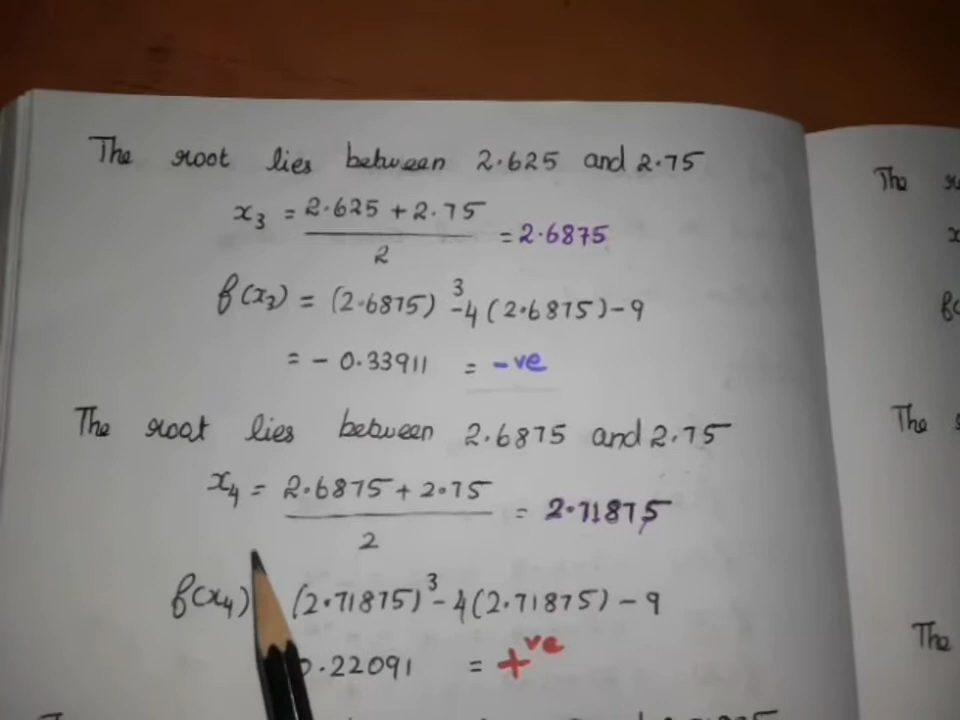 The root lies between 2.625 and 2.75
x₃ = 2.625 + 2.75 / 2 = 2.6875
f(x₃) = (2.6875)³ - 4(2.6875) - 9
= - 0.33911 = -ve
The root lies between 2.6875 and 2.75
x₄ = 2.6875 + 2.75 / 2 = 2.71875
f(x₄) (2.71875)³ - 4(2.71875) - 9
0.22091 = +ve
The
The
The